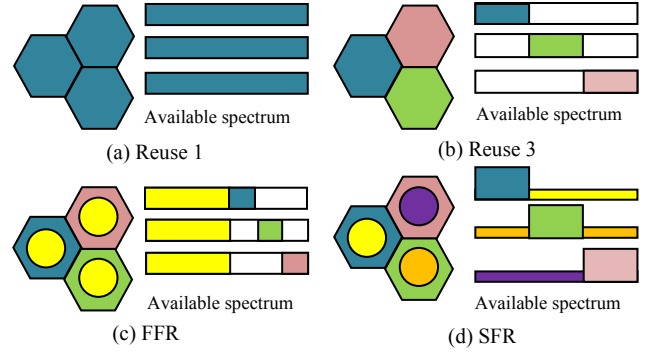 Available spectrum
(a) Reuse 1
Available spectrum
(b) Reuse 3
Available spectrum
(c) FFR
Available spectrum
(d) SFR